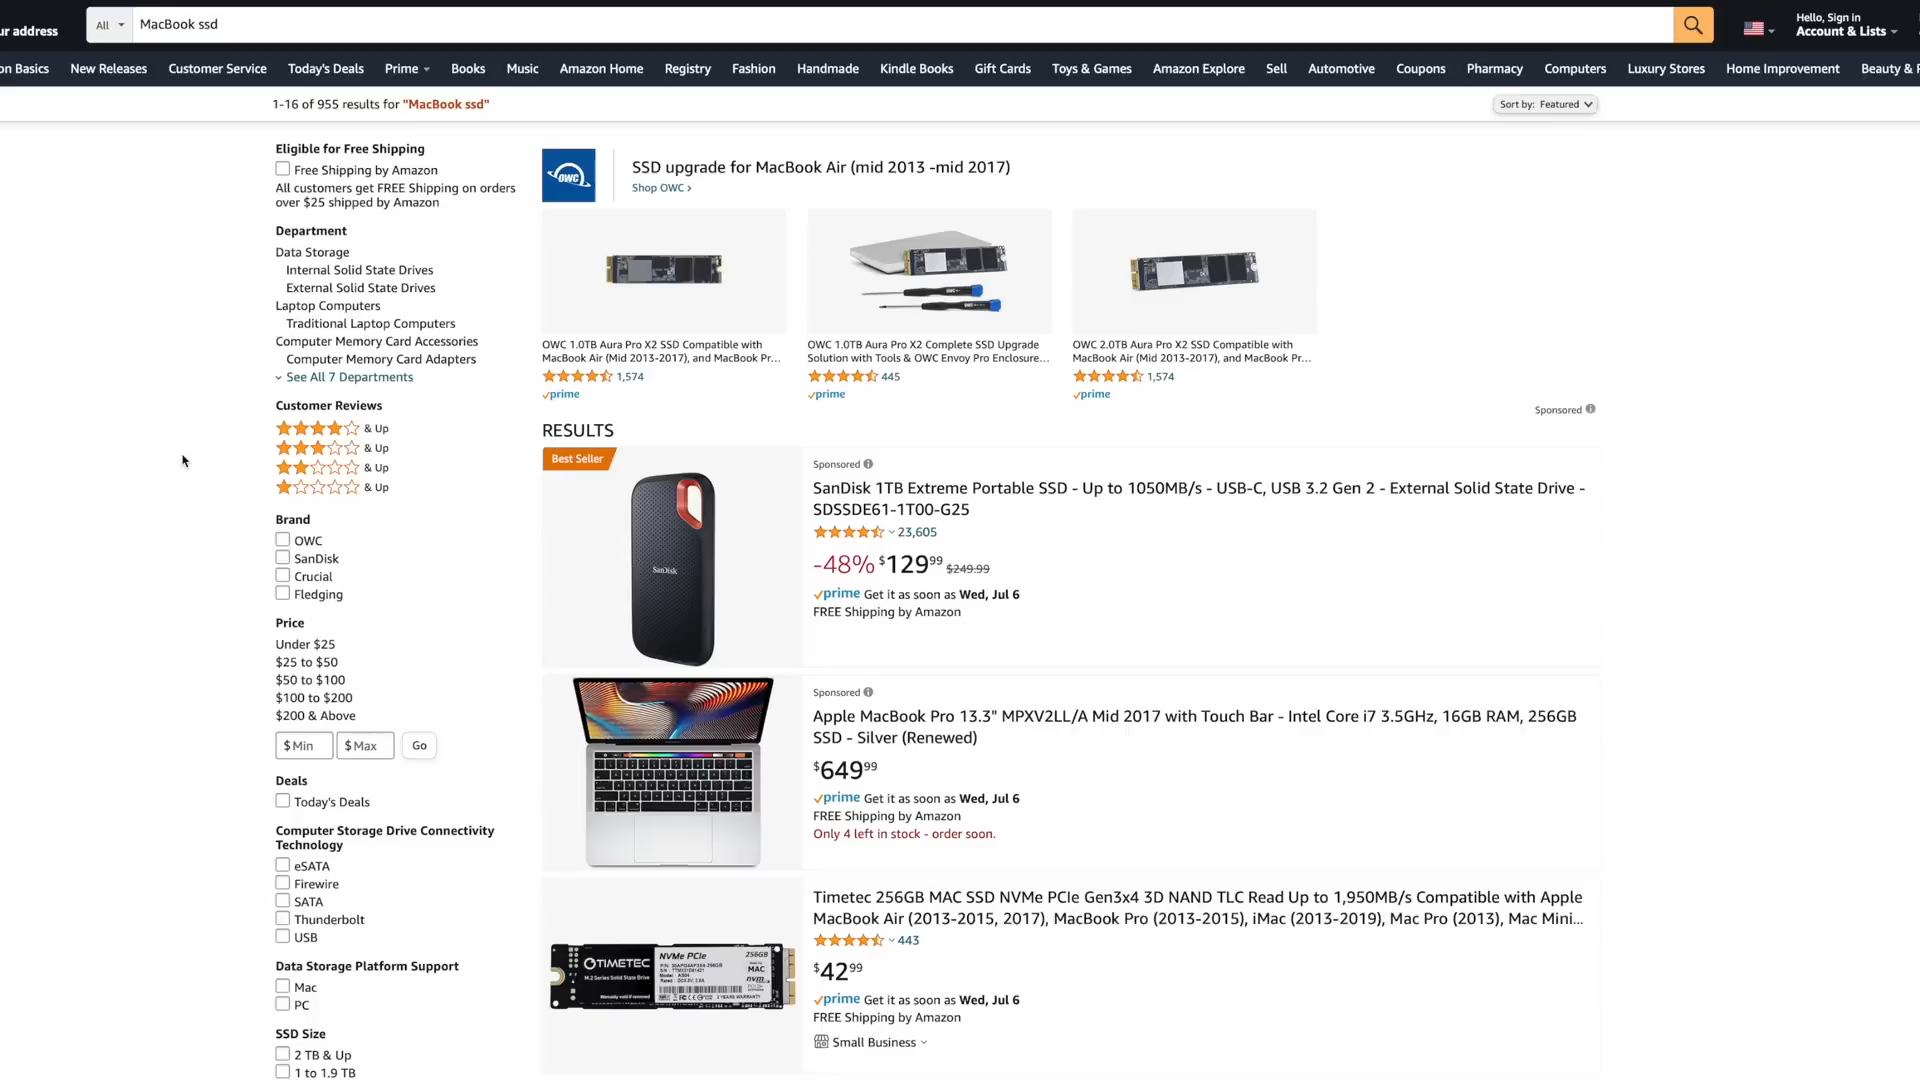 ur address
All
MacBook ssd
Hello, Sign in
Account & Lists
on Basics
New Releases
Customer Service
Today's Deals
Prime
Books
Music
Amazon Home
Registry
Fashion
Handmade
Kindle Books
Gift Cards
Toys & Games
Amazon Explore
Sell
Automotive
Coupons
Pharmacy
Computers
Luxury Stores
Home Improvement
Beauty & P
1-16 of 955 results for "MacBook ssd"
Sort by: Featured
Eligible for Free Shipping
Free Shipping by Amazon
All customers get FREE Shipping on orders
over $25 shipped by Amazon
Department
Data Storage
Internal Solid State Drives
External Solid State Drives
Laptop Computers
Traditional Laptop Computers
Computer Memory Card Accessories
Computer Memory Card Adapters
See All 7 Departments
Customer Reviews
& Up
& Up
& Up
& Up
Brand
OWC
SanDisk
Crucial
Fledging
Price
Under $25
$25 to $50
$50 to $100
$100 to $200
$200 & Above
$ Min
$ Max
Go
Deals
Today's Deals
Computer Storage Drive Connectivity
Technology
eSATA
Firewire
SATA
Thunderbolt
USB
Data Storage Platform Support
Mac
PC
SSD Size
2 TB & Up
1 to 1.9 TB
OWC
SSD upgrade for MacBook Air (mid 2013 -mid 2017)
Shop OWC ›
OWC 1.0TB Aura Pro X2 SSD Compatible with
MacBook Air (Mid 2013-2017), and MacBook Pr...
1,574
prime
OWC 1.0TB Aura Pro X2 Complete SSD Upgrade
Solution with Tools & OWC Envoy Pro Enclosure...
445
prime
OWC 2.0TB Aura Pro X2 SSD Compatible with
MacBook Air (Mid 2013-2017), and MacBook Pr...
1,574
prime
Sponsored
RESULTS
Best Seller
SanDisk
Sponsored
SanDisk 1TB Extreme Portable SSD - Up to 1050MB/s - USB-C, USB 3.2 Gen 2 - External Solid State Drive -
SDSSDE61-1T00-G25
23,605
-48% $129.99 $249.99
prime Get it as soon as Wed, Jul 6
FREE Shipping by Amazon
Sponsored
Apple MacBook Pro 13.3" MPXV2LL/A Mid 2017 with Touch Bar - Intel Core i7 3.5GHz, 16GB RAM, 256GB
SSD - Silver (Renewed)
$649.99
prime Get it as soon as Wed, Jul 6
FREE Shipping by Amazon
Only 4 left in stock - order soon.
TIMETEC
M.2 Series Solid State Drive
NVMe PCIe
256GB
MAC
nvm
Timetec 256GB MAC SSD NVMe PCIe Gen3x4 3D NAND TLC Read Up to 1,950MB/s Compatible with Apple
MacBook Air (2013-2015, 2017), MacBook Pro (2013-2015), iMac (2013-2019), Mac Pro (2013), Mac Mini...
443
$42.99
prime Get it as soon as Wed, Jul 6
FREE Shipping by Amazon
Small Business